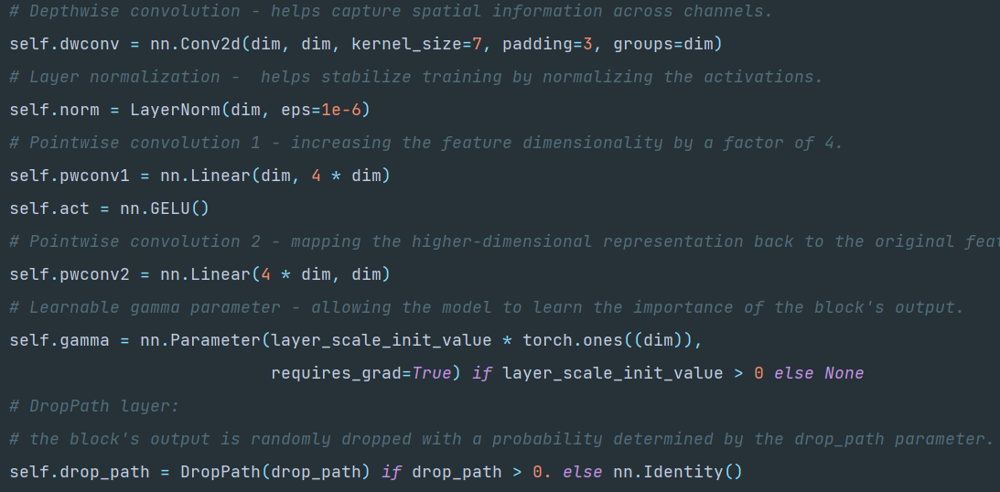 # Depthwise convolution - helps capture spatial information across channels.
self.dwconv = nn.Conv2d(dim, dim, kernel_size=7, padding=3, groups=dim)
# Layer normalization -  helps stabilize training by normalizing the activations.
self.norm = LayerNorm(dim, eps=1e-6)
# Pointwise convolution 1 - increasing the feature dimensionality by a factor of 4.
self.pwconv1 = nn.Linear(dim, 4 * dim)
self.act = nn.GELU()
# Pointwise convolution 2 - mapping the higher-dimensional representation back to the original
self.pwconv2 = nn.Linear(4 * dim, dim)
# Learnable gamma parameter - allowing the model to learn the importance of the block's output.
self.gamma = nn.Parameter(layer_scale_init_value * torch.ones((dim)),
requires_grad=True) if layer_scale_init_value > 0 else None
# DropPath layer:
# the block's output is randomly dropped with a probability determined by the drop_path parameter.
self.drop_path = DropPath(drop_path) if drop_path > 0. else nn.Identity()